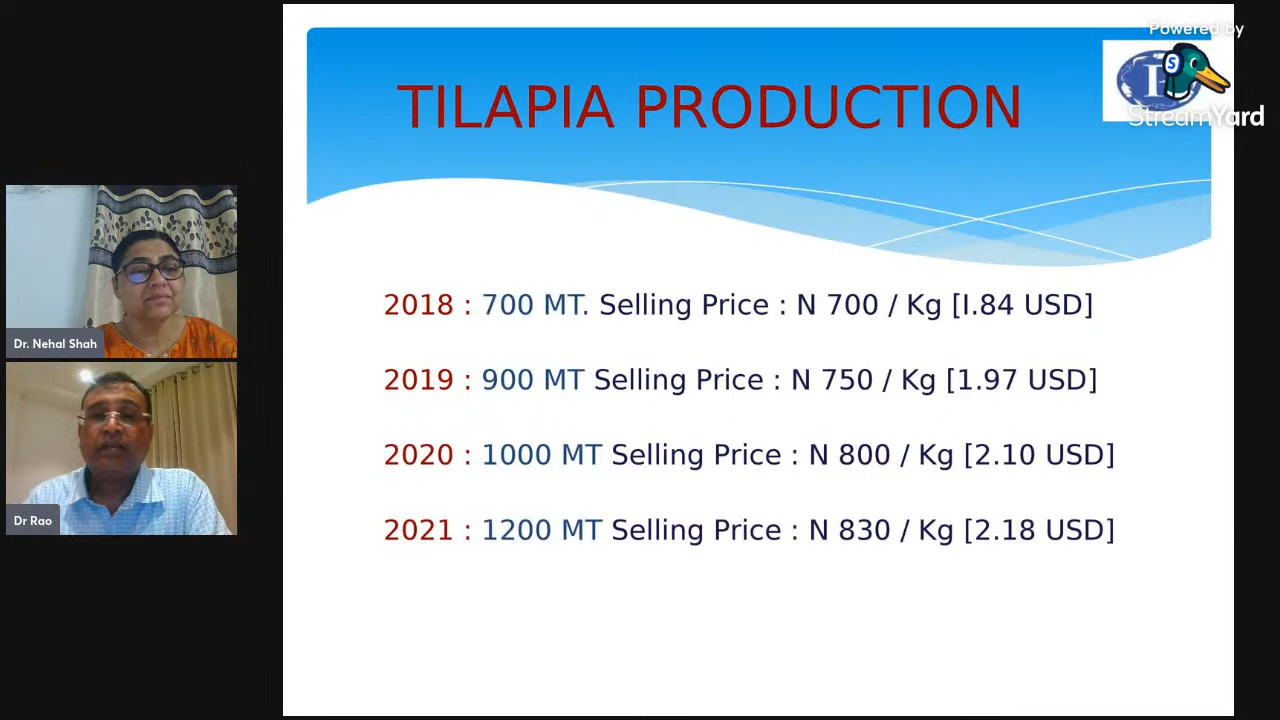 Powered by
StreamYard
TILAPIA PRODUCTION
2018 : 700 MT. Selling Price : N 700 / Kg [I.84 USD]
2019 : 900 MT Selling Price : N 750 / Kg [1.97 USD]
2020 : 1000 MT Selling Price : N 800 / Kg [2.10 USD]
2021 : 1200 MT Selling Price : N 830 / Kg [2.18 USD]
Dr. Nehal Shah
Dr Rao